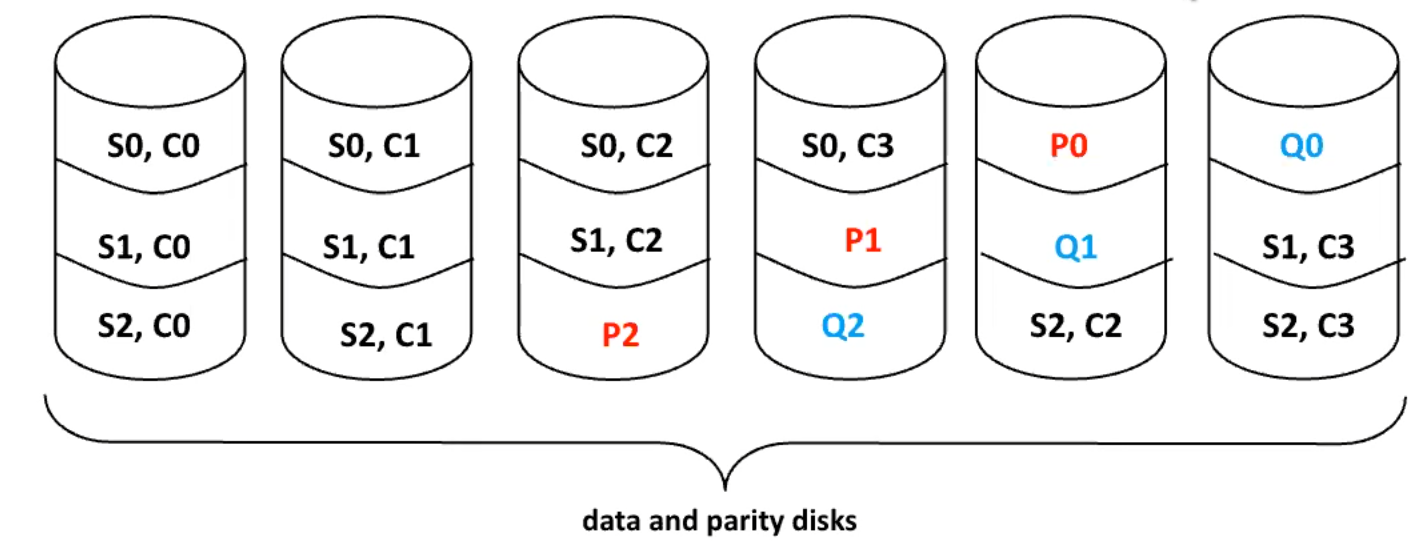 S0, C0 S0, C1 S0, C2 S0, C3 P0 Q0
S1, C0 S1, C1 S1, C2 P1 Q1 S1, C3
S2, C0 S2, C1 P2 Q2 S2, C2 S2, C3
data and parity disks